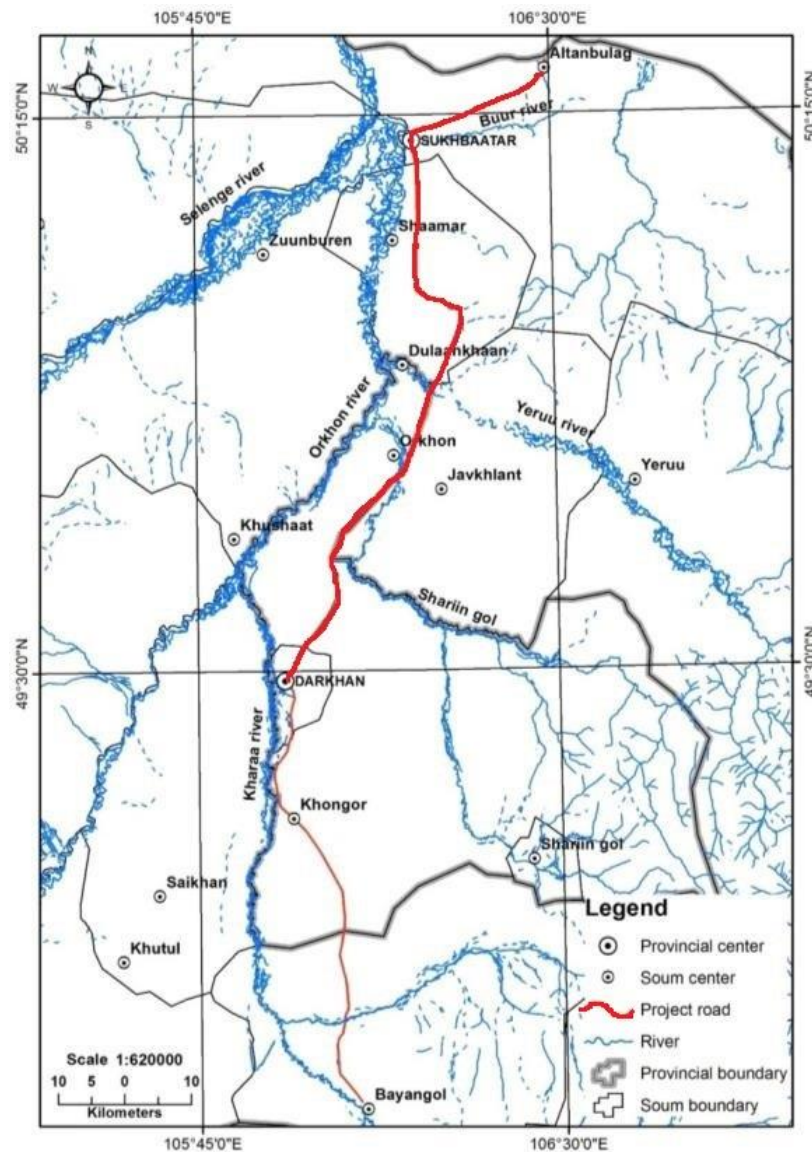 105°45'0"E
106°30'0"E
N
W
E
S
Altanbulag
50°15'0"N
50°15'0"N
Buur river
SUKHBAATAR
Selenge river
Shaamar
Zuunburen
Dulaankhaan
Orkhon river
Yeruu river
Orkhon
Yeruu
Javkhlant
Khushaat
Shariin gol
49°30'0"N
49°30'0"N
DARKHAN
Kharaa river
Khongor
Shariin gol
Saikhan
Khutul
Legend
Provincial center
Soum center
Project road
River
Provincial boundary
Soum boundary
Scale 1:620000
10 5 0 10
Kilometers
Bayangol
105°45'0"E
106°30'0"E